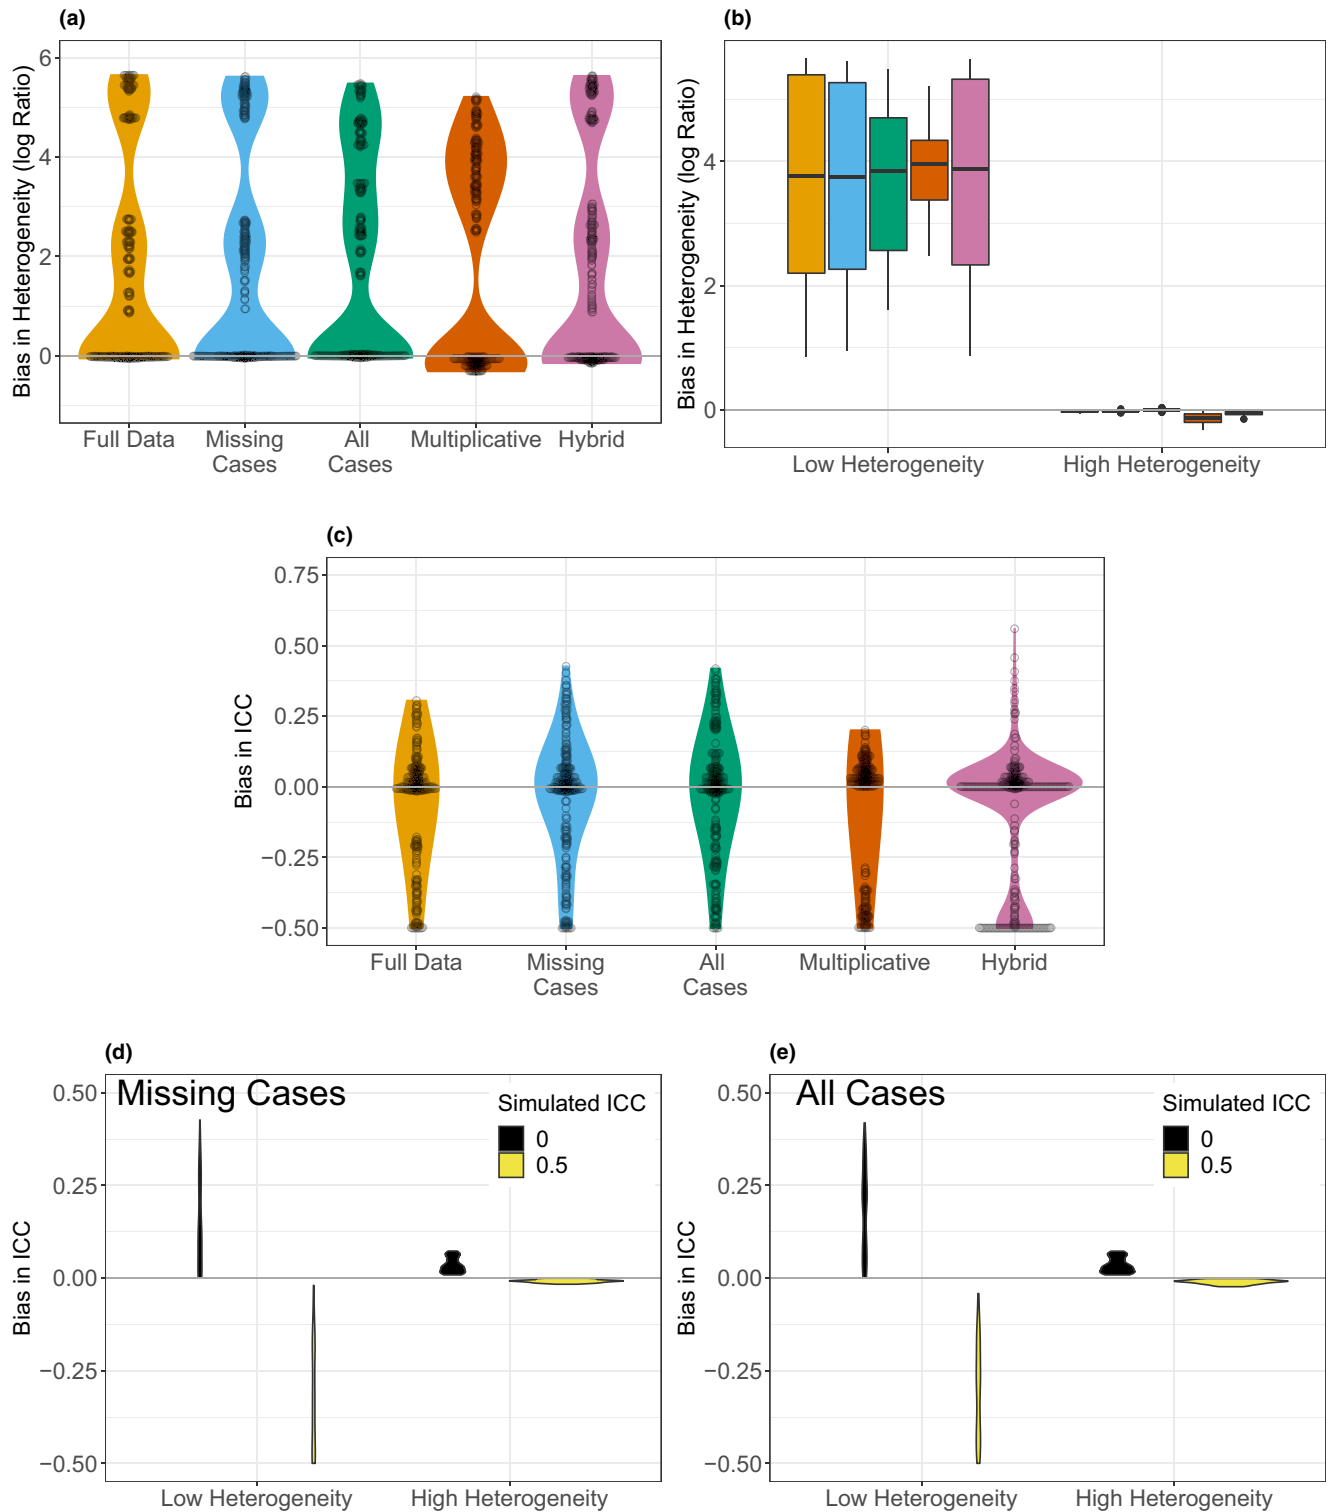 (a)
Bias in Heterogeneity (log Ratio)
6
4
2
0
Full Data
Missing
Cases
All
Cases
Multiplicative
Hybrid
(b)
Bias in Heterogeneity (log Ratio)
4
2
0
Low Heterogeneity
High Heterogeneity
(c)
Bias in ICC
0.75
0.50
0.25
0.00
−0.25
−0.50
Full Data
Missing
Cases
All
Cases
Multiplicative
Hybrid
(d)
Missing Cases
Simulated ICC
0
0.5
Bias in ICC
0.50
0.25
0.00
−0.25
−0.50
Low Heterogeneity
High Heterogeneity
(e)
All Cases
Simulated ICC
0
0.5
Bias in ICC
0.50
0.25
0.00
−0.25
−0.50
Low Heterogeneity
High Heterogeneity